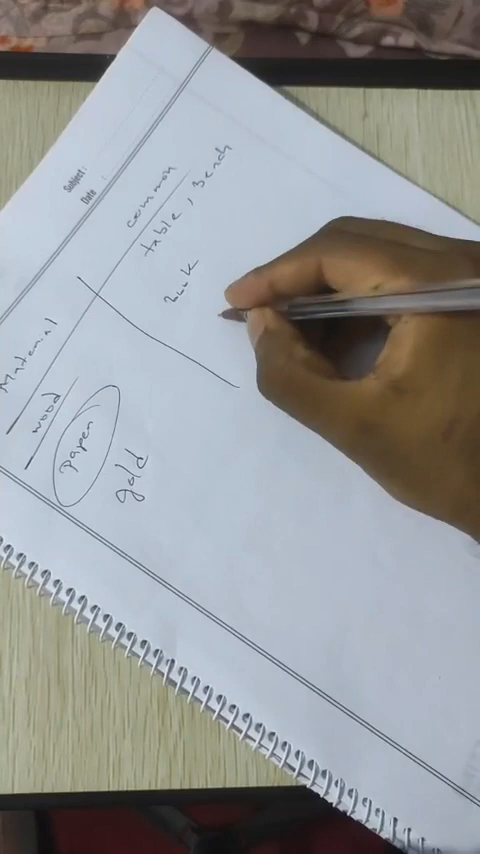 Subject :
Date :
Material common
wood table, Bench
paper book
gold